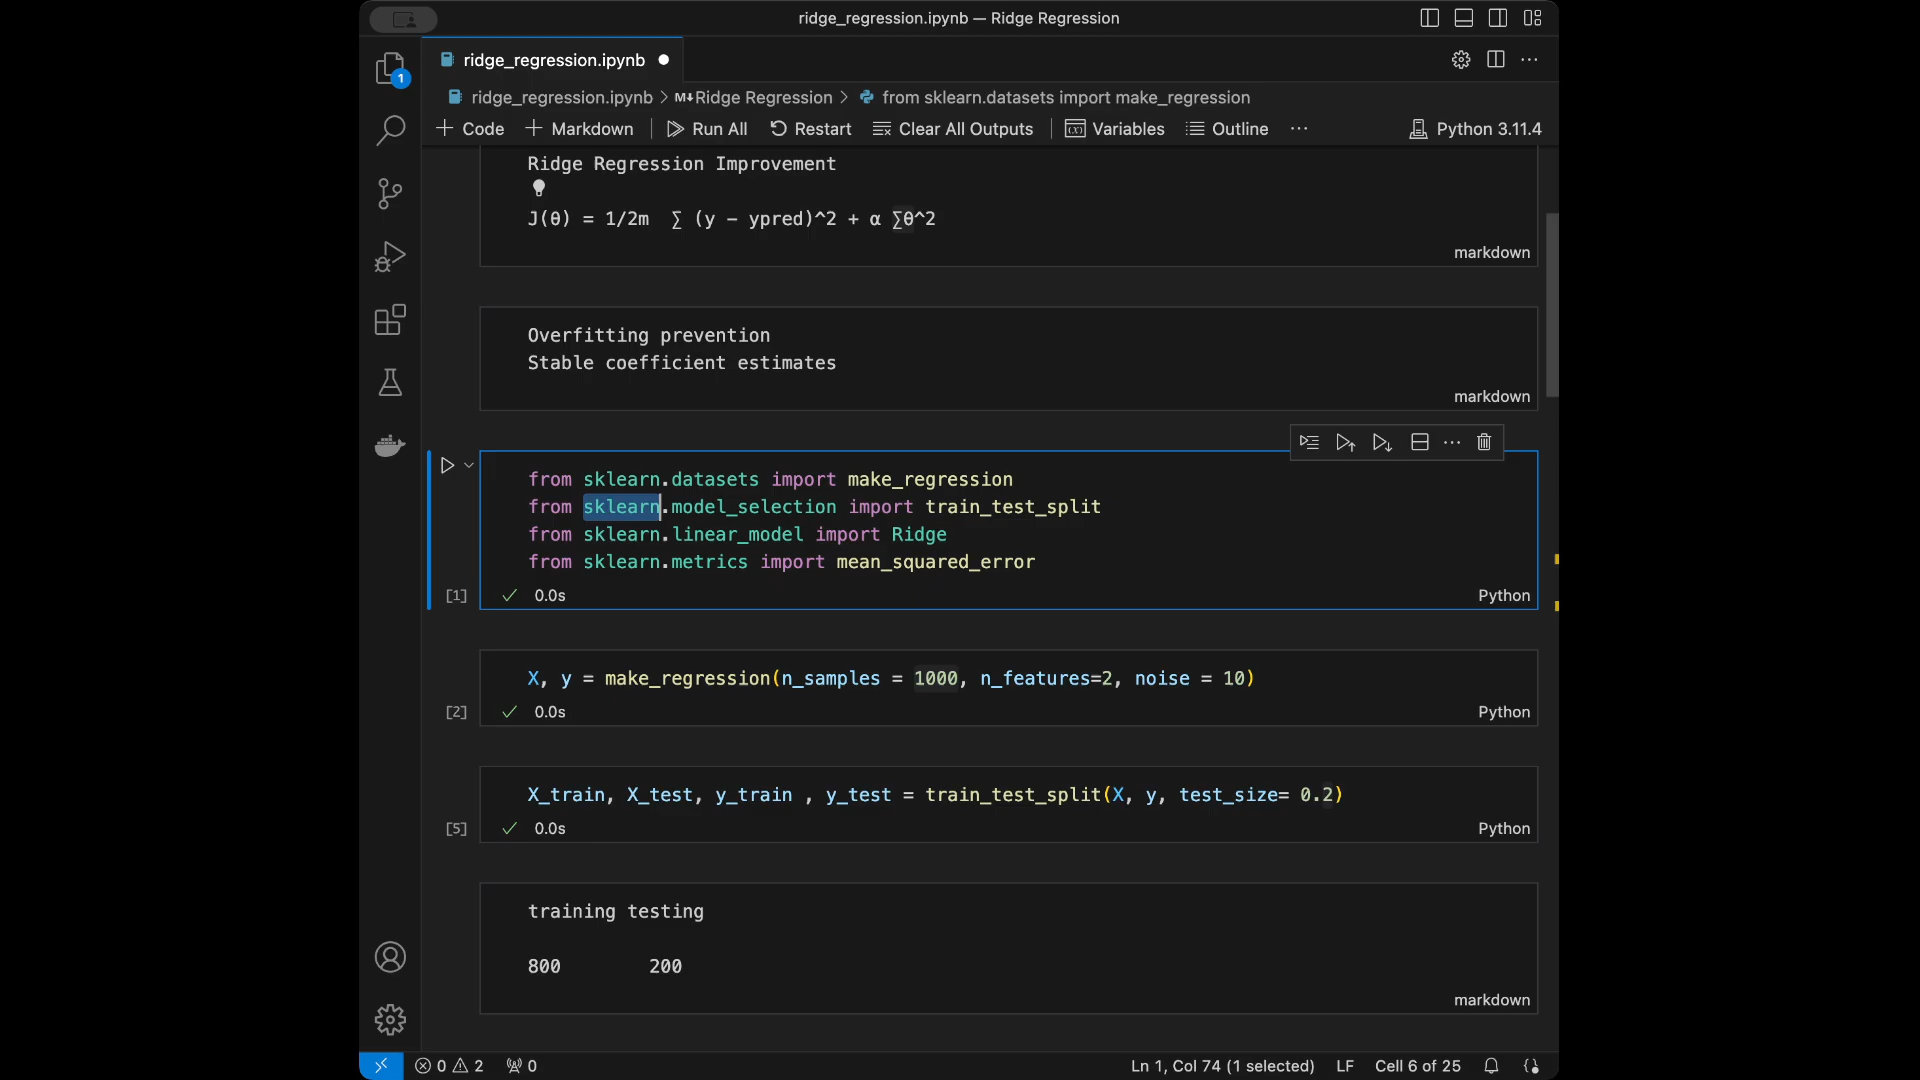 ridge_regression.ipynb — Ridge Regression
ridge_regression.ipynb
1
ridge_regression.ipynb > M↓Ridge Regression > from sklearn.datasets import make_regression
+ Code + Markdown Run All Restart Clear All Outputs Variables Outline ··· Python 3.11.4
Ridge Regression Improvement
J(θ) = 1/2m ∑ (y - ypred)^2 + α ∑θ^2
markdown
Overfitting prevention
Stable coefficient estimates
markdown
from sklearn.datasets import make_regression
from sklearn.model_selection import train_test_split
from sklearn.linear_model import Ridge
from sklearn.metrics import mean_squared_error
[1] ✓ 0.0s Python
X, y = make_regression(n_samples = 1000, n_features=2, noise = 10)
[2] ✓ 0.0s Python
X_train, X_test, y_train , y_test = train_test_split(X, y, test_size= 0.2)
[5] ✓ 0.0s Python
training testing
800 200
markdown
0 2 0 Ln 1, Col 74 (1 selected) LF Cell 6 of 25